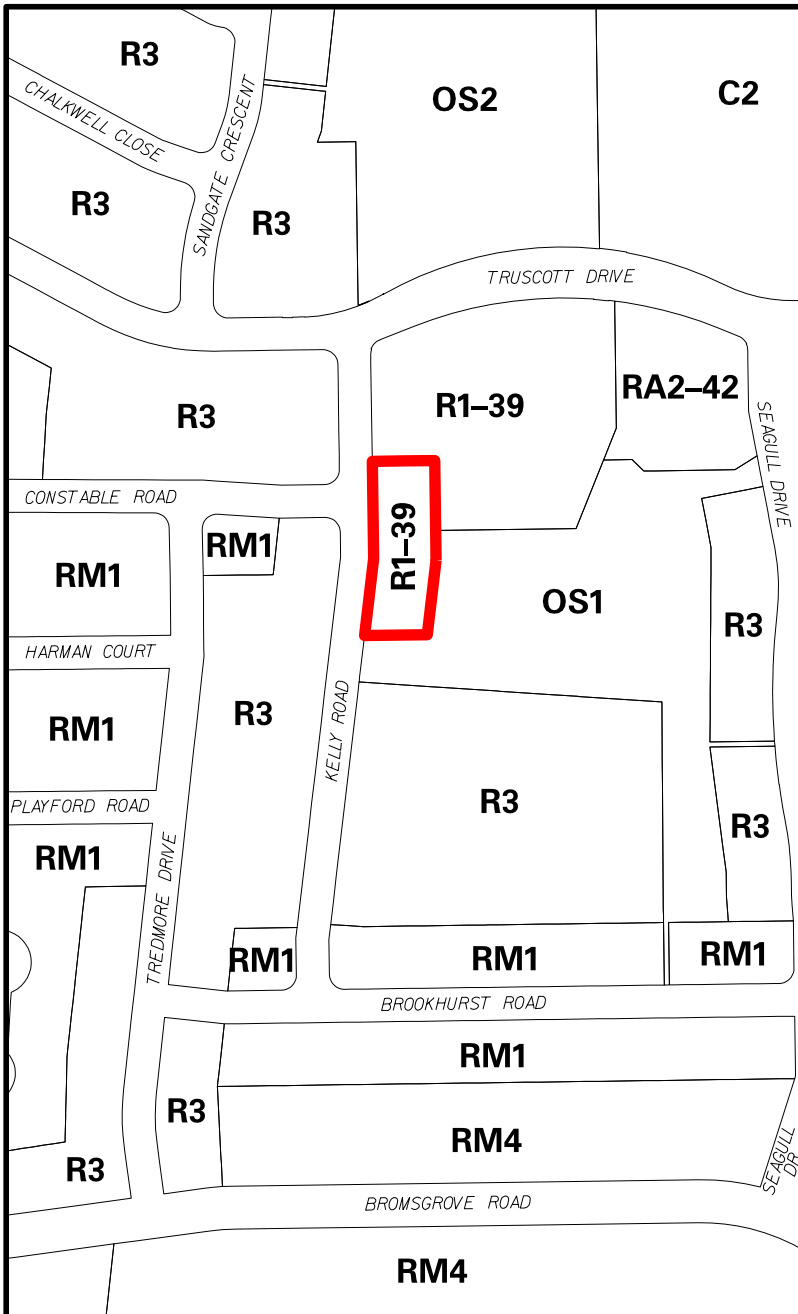 R3
OS2
C2
CHALKWELL CLOSE
SANDGATE CRESCENT
R3
R3
TRUSCOTT DRIVE
R3
R1–39
RA2–42
SEAGULL DRIVE
CONSTABLE ROAD
R1–39
RM1
RM1
OS1
R3
HARMAN COURT
R3
KELLY ROAD
RM1
R3
PLAYFORD ROAD
R3
RM1
TREDMORE DRIVE
RM1
RM1
RM1
BROOKHURST ROAD
RM1
R3
RM4
SEAGULL
DR
R3
BROMSGROVE ROAD
RM4